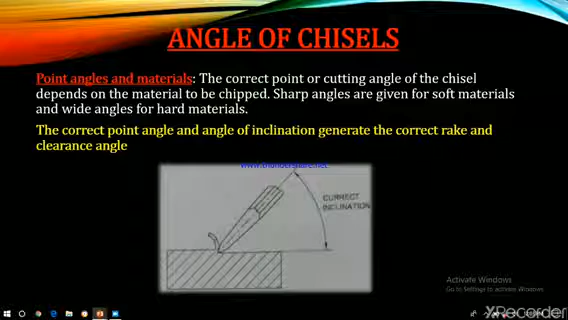 ANGLE OF CHISELS
Point angles and materials: The correct point or cutting angle of the chisel
depends on the material to be chipped. Sharp angles are given for soft materials
and wide angles for hard materials.
The correct point angle and angle of inclination generate the correct rake and
clearance angle
CORRECT
INCLINATION
Activate Windows
Go to Settings to activate Windows.
XRecorder